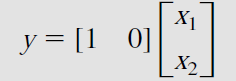 y = [1 0] [x₁
x₂]